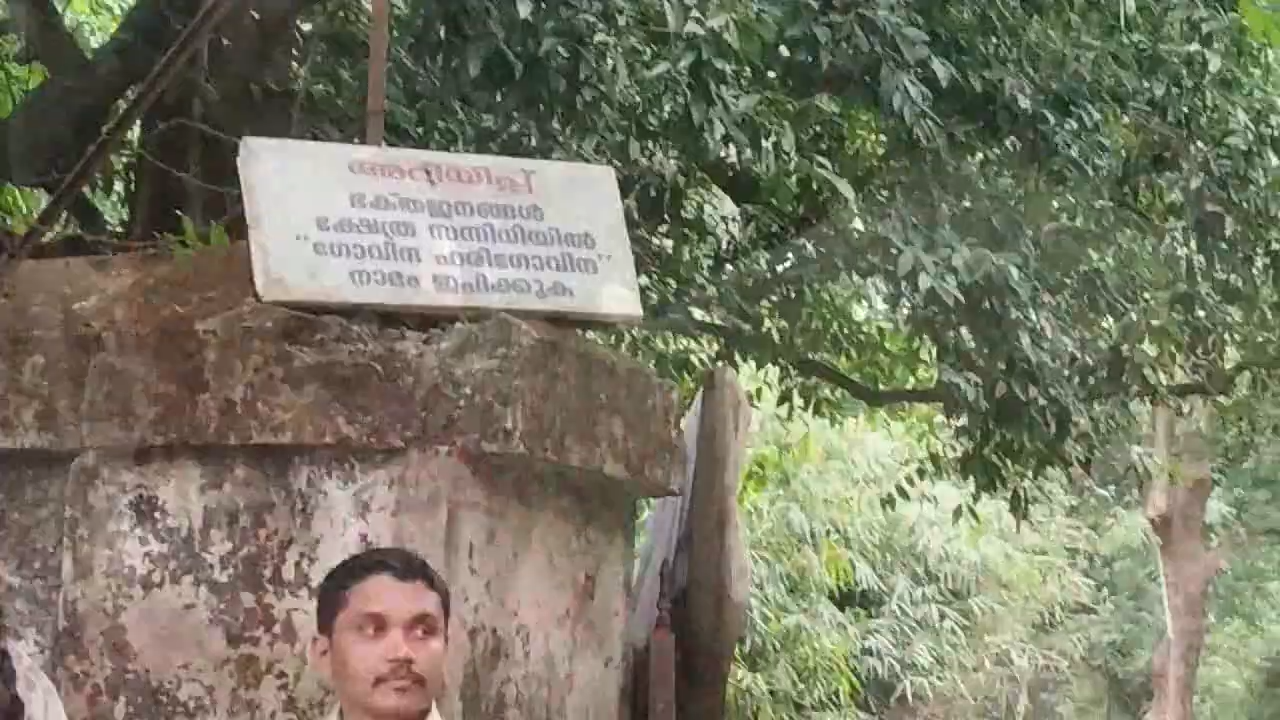 അറിയിപ്പ്
ഭക്തജനങ്ങൾ
ക്ഷേത്ര സന്നിധിയിൽ
"ഗോവിന്ദ ഹരിഗോവിന്ദ"
നാമം ജപിക്കുക